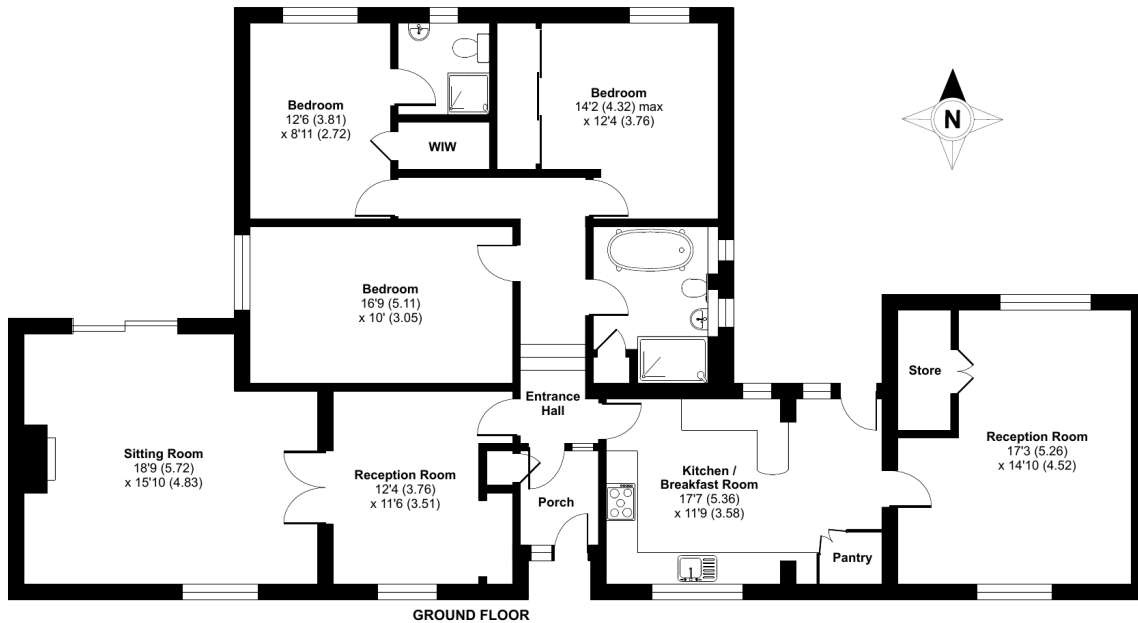 Bedroom
12'6 (3.81)
x 8'11 (2.72)
WIW
Bedroom
14'2 (4.32) max
x 12'4 (3.76)
N
Bedroom
16'9 (5.11)
x 10' (3.05)
Entrance
Hall
Store
Sitting Room
18'9 (5.72)
x 15'10 (4.83)
Reception Room
12'4 (3.76)
x 11'6 (3.51)
Porch
Kitchen /
Breakfast Room
17'7 (5.36)
x 11'9 (3.58)
Pantry
Reception Room
17'3 (5.26)
x 14'10 (4.52)
GROUND FLOOR